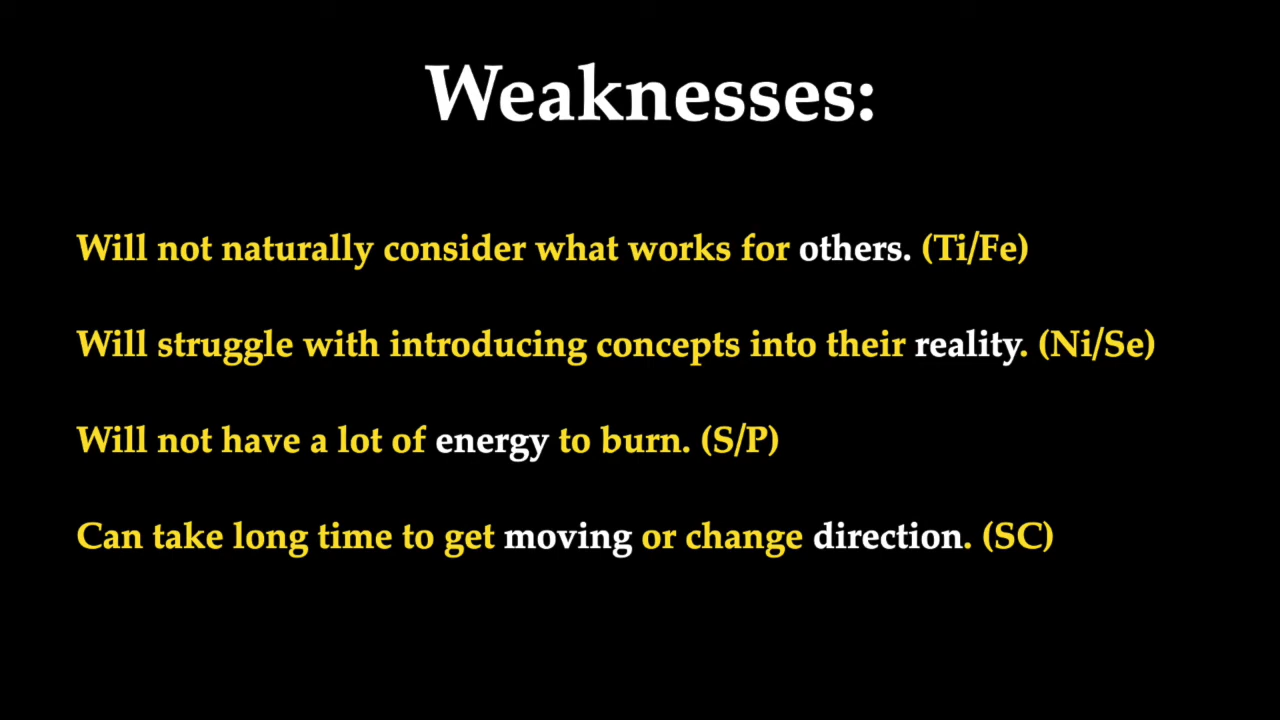 Weaknesses:
Will not naturally consider what works for others. (Ti/Fe)
Will struggle with introducing concepts into their reality. (Ni/Se)
Will not have a lot of energy to burn. (S/P)
Can take long time to get moving or change direction. (SC)